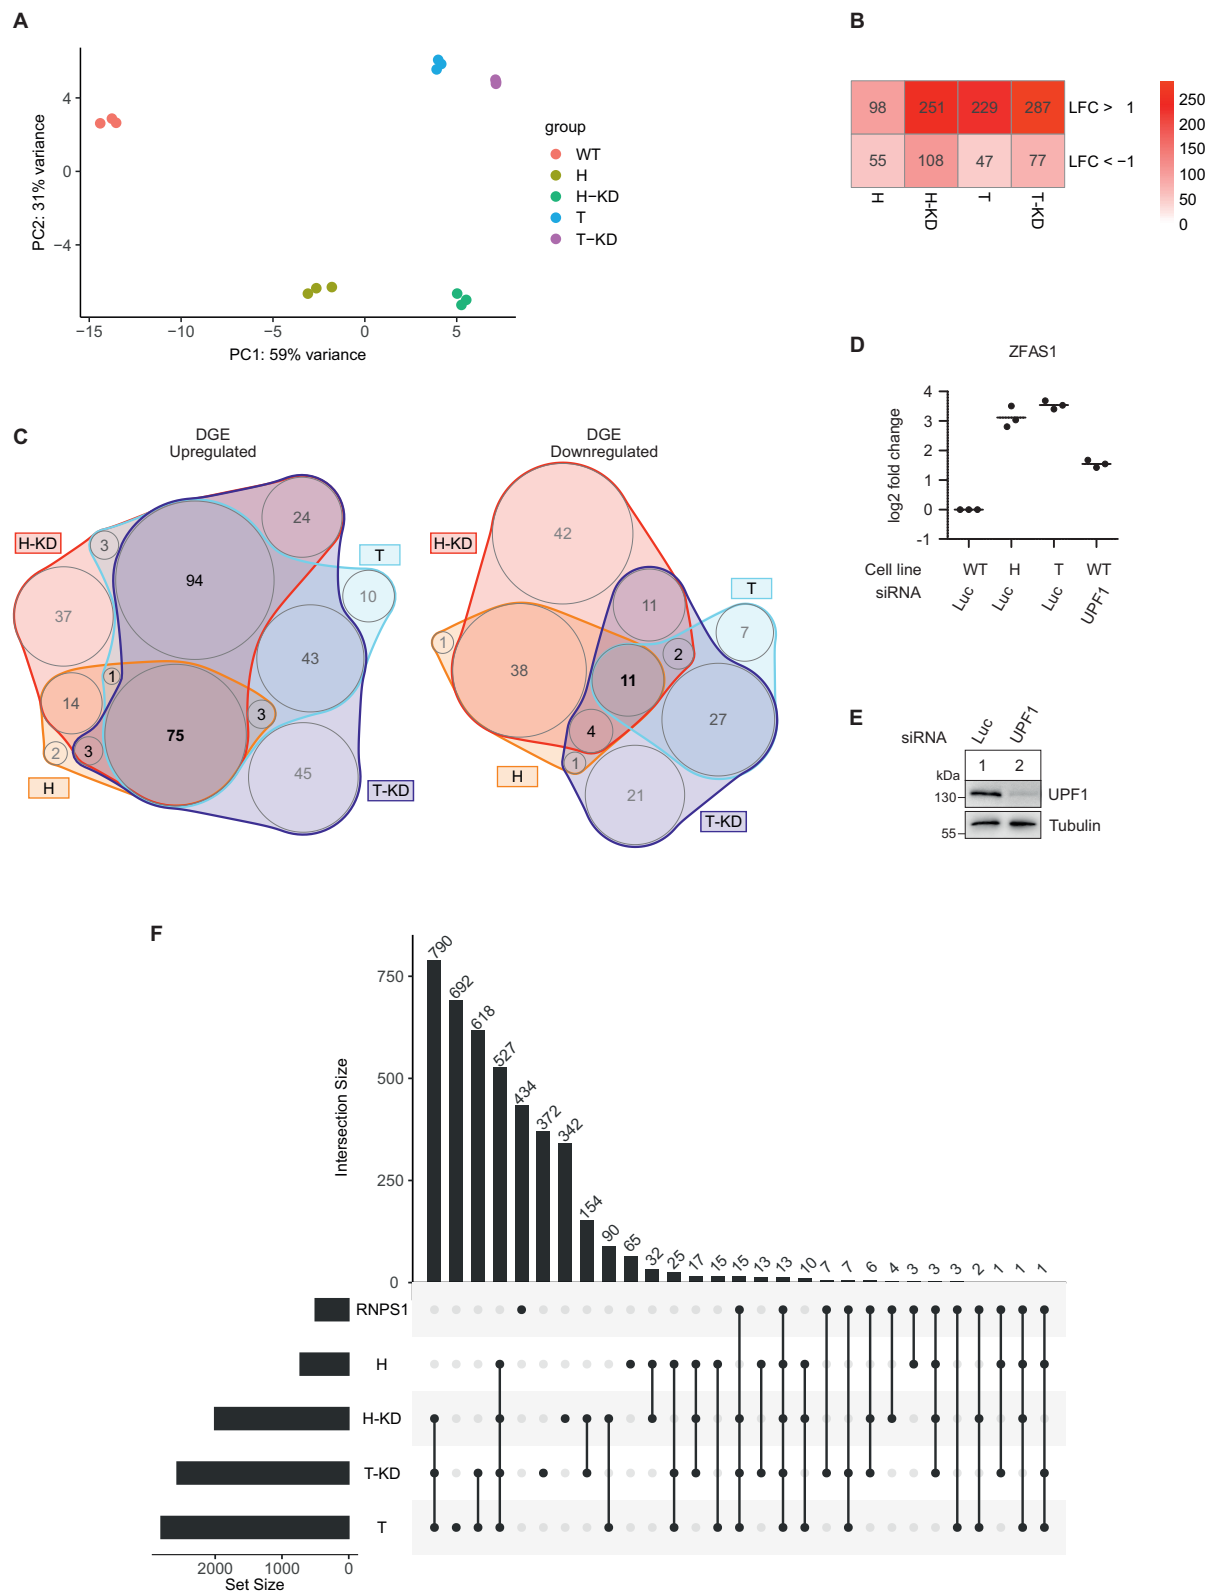 A
4
0
−4
PC2: 31% variance
−15
−10
−5
0
5
PC1: 59% variance
group
WT
H
H−KD
T
T−KD
B
98
251
229
287
LFC > 1
55
108
47
77
LFC < −1
H
H-KD
T
T-KD
250
200
150
100
50
0
C
DGE
Upregulated
H-KD
T
T-KD
H
24
3
94
10
37
43
1
14
3
75
2
3
45
DGE
Downregulated
H-KD
T
T-KD
H
42
11
7
1
2
38
11
27
4
1
21
D
ZFAS1
log2 fold change
4
3
2
1
0
-1
Cell line
WT
H
T
WT
siRNA
Luc
Luc
Luc
UPF1
E
siRNA
Luc
UPF1
1
2
kDa
130
UPF1
55
Tubulin
F
Intersection Size
750
500
250
0
790
692
618
527
434
372
342
154
90
65
32
25
17
15
15
13
13
10
7
7
6
4
3
3
3
2
1
1
1
RNPS1
H
H-KD
T-KD
T
2000
1000
0
Set Size